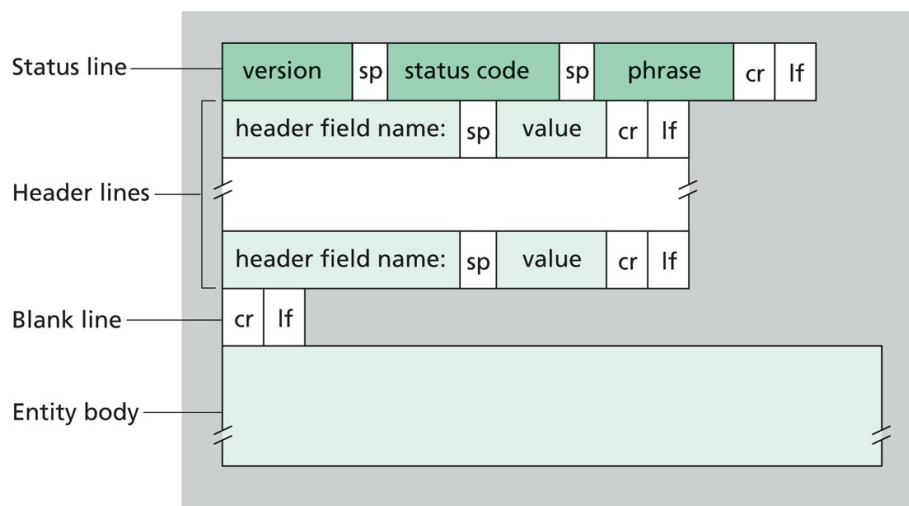 Status line version sp status code sp phrase cr lf
header field name: sp value cr lf
Header lines
header field name: sp value cr lf
Blank line cr lf
Entity body